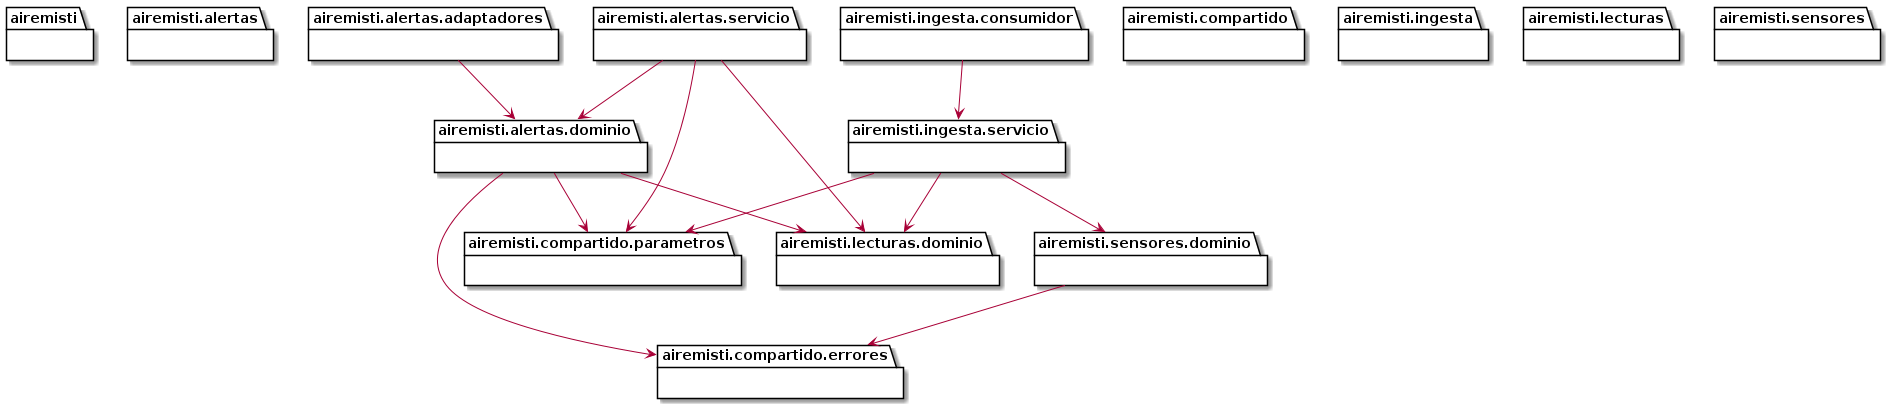 airemisti
airemisti.alertas
airemisti.alertas.adaptadores
airemisti.alertas.servicio
airemisti.ingesta.consumidor
airemisti.compartido
airemisti.ingesta
airemisti.lecturas
airemisti.sensores
airemisti.alertas.dominio
airemisti.ingesta.servicio
airemisti.compartido.parametros
airemisti.lecturas.dominio
airemisti.sensores.dominio
airemisti.compartido.errores